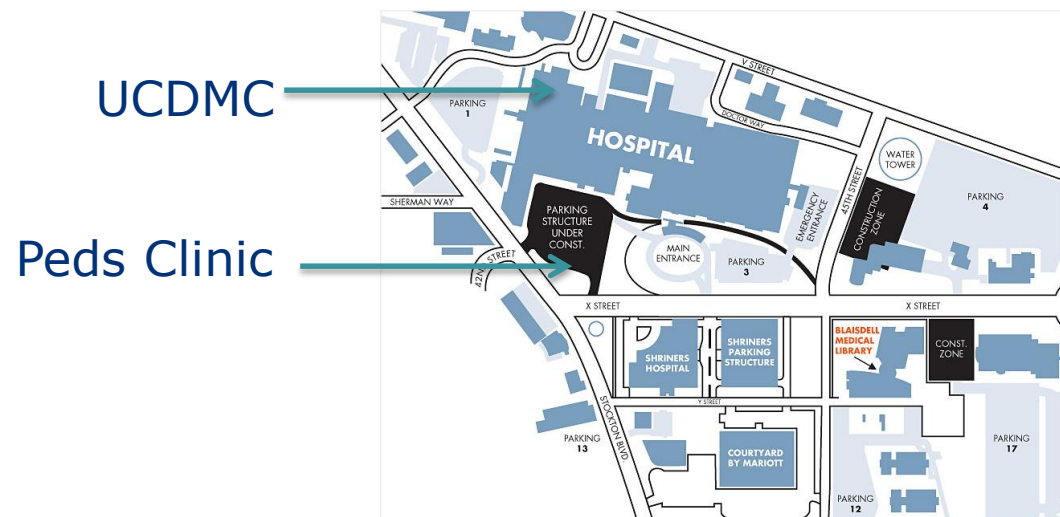 UCDMC
Peds Clinic
V STREET
DOCTOR WAY
PARKING
1
HOSPITAL
WATER
TOWER
45TH STREET
PARKING
4
CONSTRUCTION
ZONE
SHERMAN WAY
PARKING
STRUCTURE
UNDER
CONST.
EMERGENCY
ENTRANCE
MAIN
ENTRANCE
PARKING
3
42N STREET
X STREET
X STREET
BLAISDELL
MEDICAL
LIBRARY
CONST.
ZONE
SHRINERS
HOSPITAL
SHRINERS
PARKING
STRUCTURE
Y STREET
STOCKTON BLVD.
PARKING
13
COURTYARD
BY MARIOTT
PARKING
17
PARKING
12